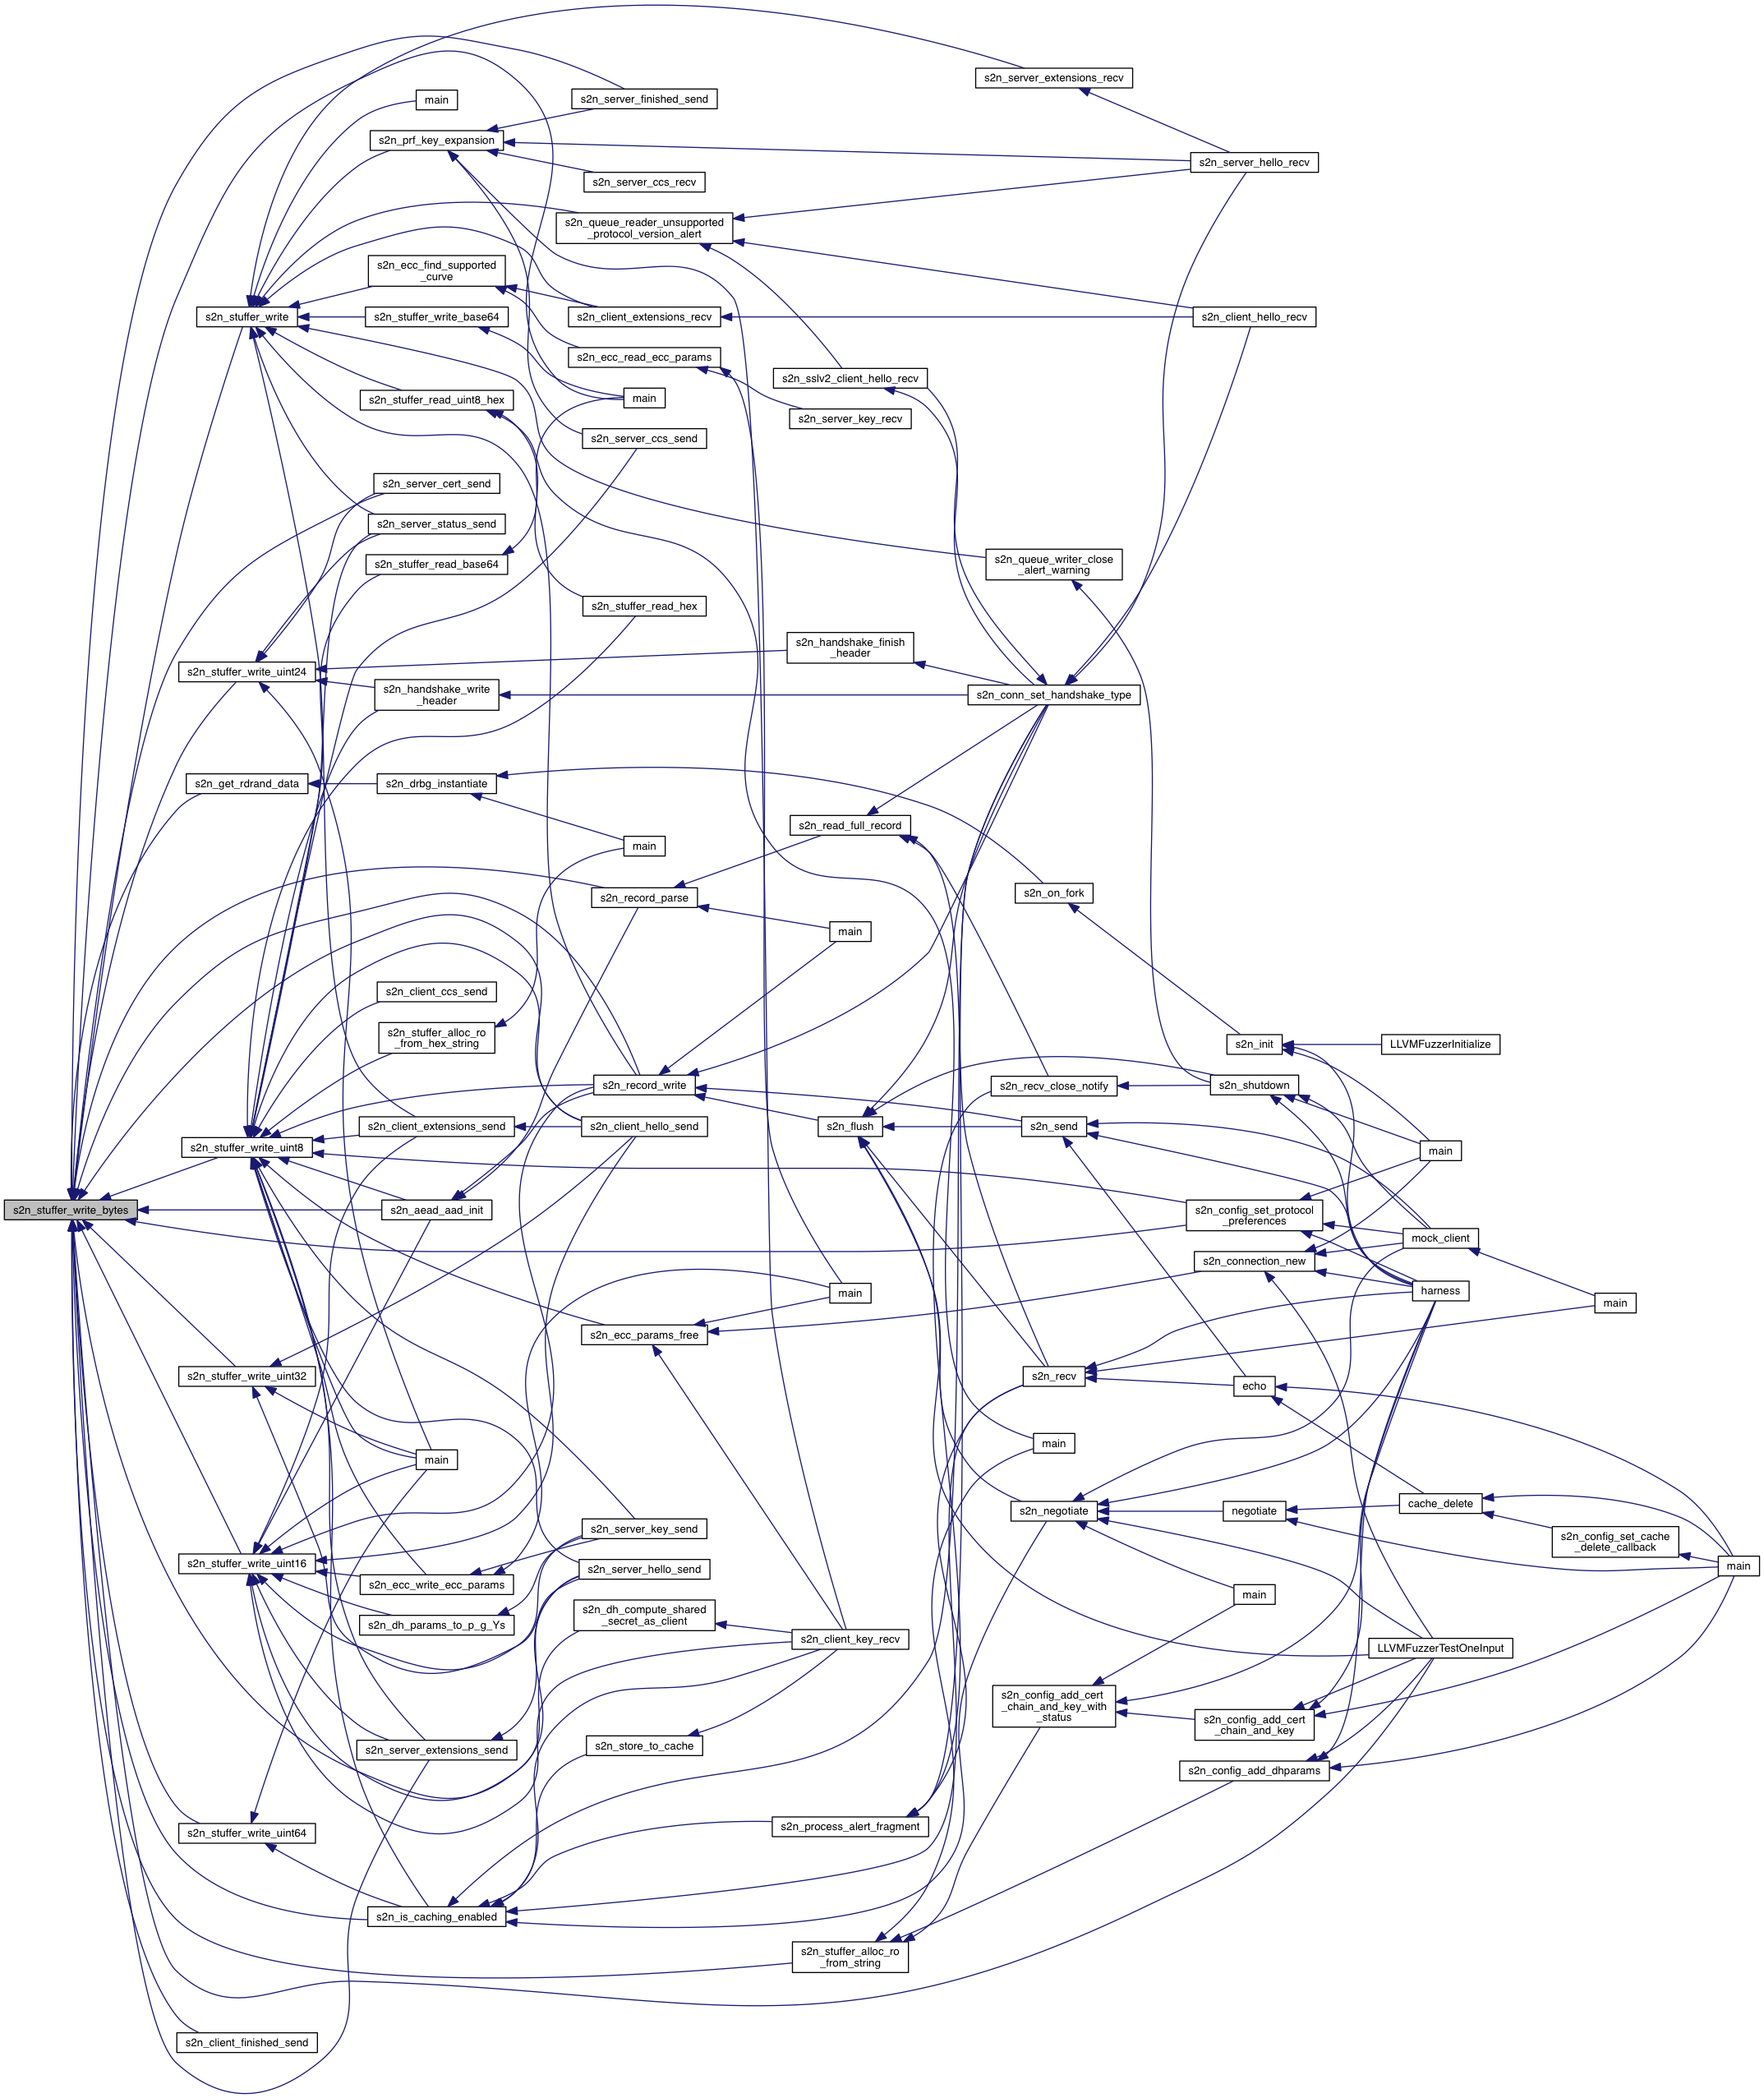 s2n_server_extensions_recv
s2n_server_finished_send
main
s2n_prf_key_expansion
s2n_server_hello_recv
s2n_server_ccs_recv
s2n_queue_reader_unsupported
_protocol_version_alert
s2n_ecc_find_supported
_curve
s2n_stuffer_write
s2n_stuffer_write_base64
s2n_client_extensions_recv
s2n_client_hello_recv
s2n_ecc_read_ecc_params
s2n_sslv2_client_hello_recv
s2n_stuffer_read_uint8_hex
main
s2n_server_key_recv
s2n_server_ccs_send
s2n_server_cert_send
s2n_server_status_send
s2n_stuffer_read_base64
s2n_queue_writer_close
_alert_warning
s2n_stuffer_read_hex
s2n_handshake_finish
_header
s2n_stuffer_write_uint24
s2n_handshake_write
_header
s2n_conn_set_handshake_type
s2n_get_rdrand_data
s2n_drbg_instantiate
s2n_read_full_record
main
s2n_record_parse
s2n_on_fork
main
s2n_client_ccs_send
s2n_stuffer_alloc_ro
_from_hex_string
s2n_init
LLVMFuzzerInitialize
s2n_record_write
s2n_recv_close_notify
s2n_shutdown
s2n_client_extensions_send
s2n_client_hello_send
s2n_flush
s2n_send
s2n_stuffer_write_uint8
main
s2n_stuffer_write_bytes
s2n_aead_aad_init
s2n_config_set_protocol
_preferences
mock_client
s2n_connection_new
main
harness
main
s2n_ecc_params_free
s2n_stuffer_write_uint32
s2n_recv
echo
main
main
s2n_negotiate
negotiate
cache_delete
s2n_server_key_send
s2n_config_set_cache
_delete_callback
s2n_stuffer_write_uint16
s2n_server_hello_send
main
s2n_ecc_write_ecc_params
main
s2n_dh_params_to_p_g_Ys
s2n_dh_compute_shared
_secret_as_client
s2n_client_key_recv
LLVMFuzzerTestOneInput
s2n_config_add_cert
_chain_and_key_with
_status
s2n_config_add_cert
_chain_and_key
s2n_server_extensions_send
s2n_store_to_cache
s2n_config_add_dhparams
s2n_stuffer_write_uint64
s2n_process_alert_fragment
s2n_is_caching_enabled
s2n_stuffer_alloc_ro
_from_string
s2n_client_finished_send